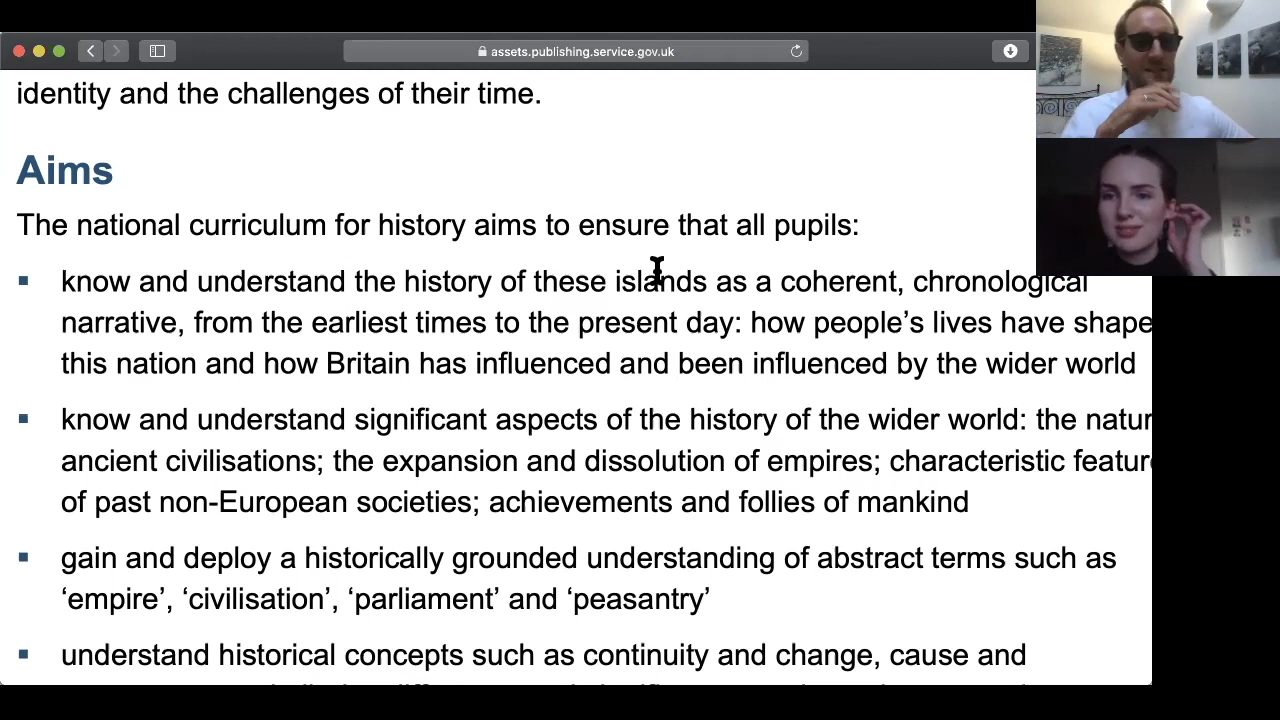 assets.publishing.service.gov.uk
identity and the challenges of their time.
Aims
The national curriculum for history aims to ensure that all pupils:
know and understand the history of these islands as a coherent, chronological
narrative, from the earliest times to the present day: how people’s lives have shape
this nation and how Britain has influenced and been influenced by the wider world
know and understand significant aspects of the history of the wider world: the natur
ancient civilisations; the expansion and dissolution of empires; characteristic featur
of past non-European societies; achievements and follies of mankind
gain and deploy a historically grounded understanding of abstract terms such as
‘empire’, ‘civilisation’, ‘parliament’ and ‘peasantry’
understand historical concepts such as continuity and change, cause and